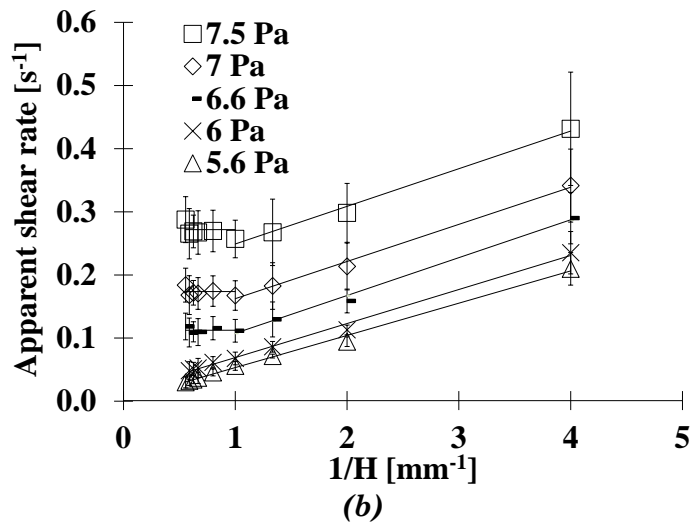 0.6
0.5
0.4
0.3
0.2
0.1
0.0
Apparent shear rate [s⁻¹]
7.5 Pa
7 Pa
6.6 Pa
6 Pa
5.6 Pa
0 1 2 3 4 5
1/H [mm⁻¹]
(b)